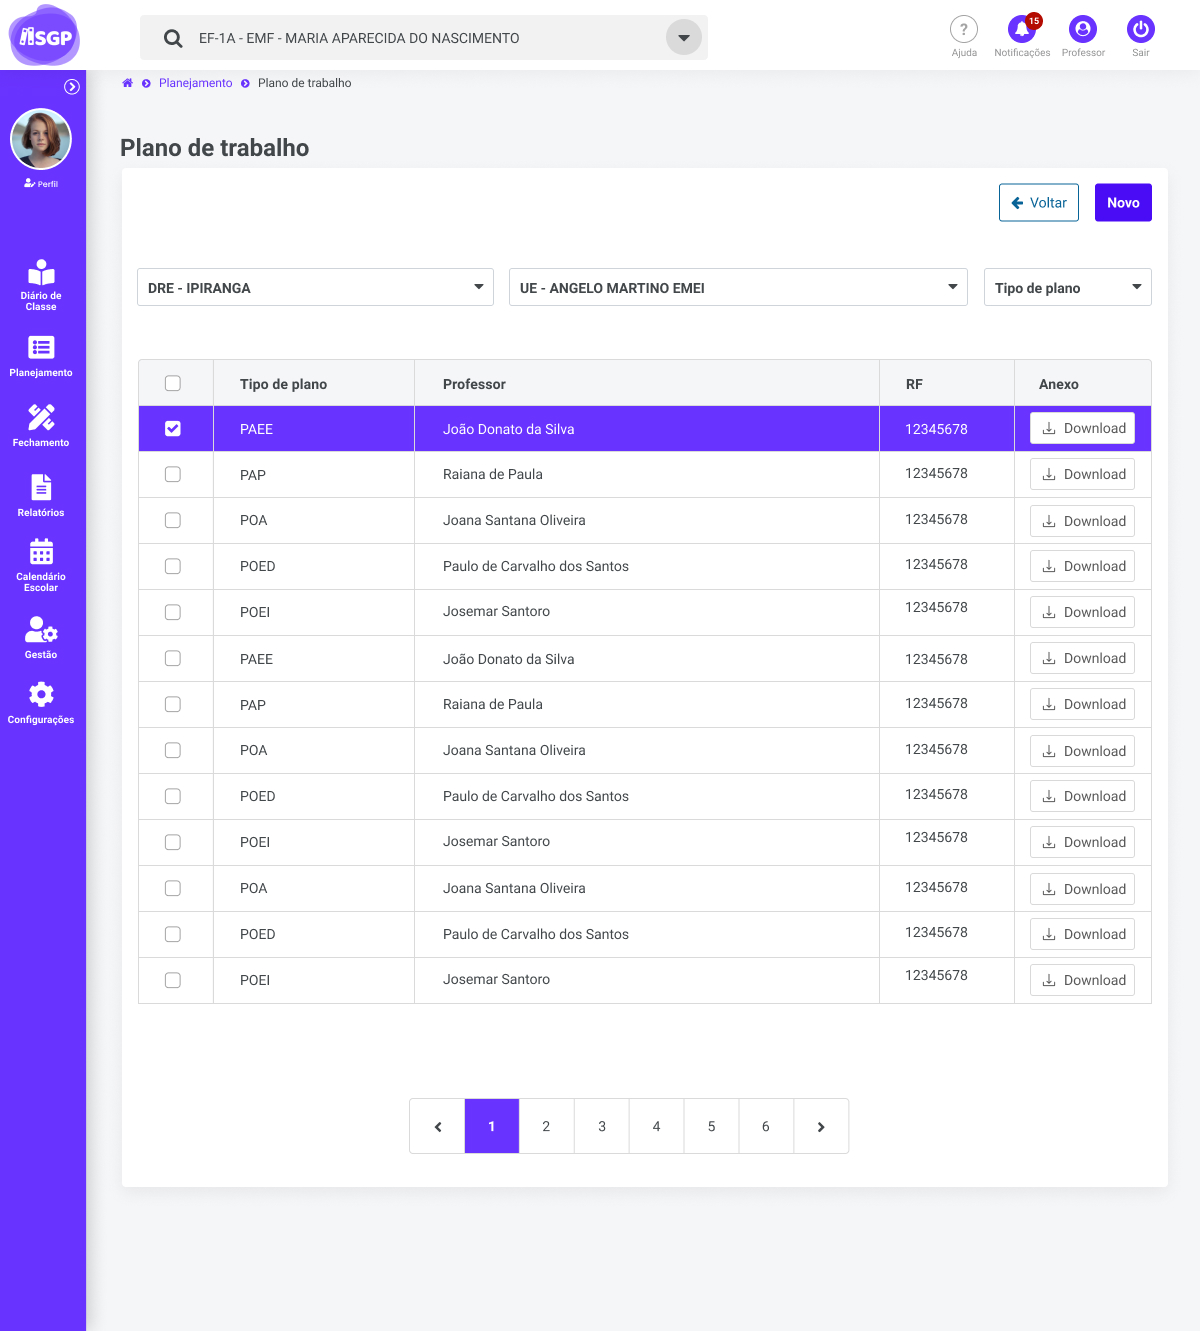 SGP
EF-1A - EMF - MARIA APARECIDA DO NASCIMENTO
?
15
Ajuda
Notificações
Professor
Sair
Planejamento
Plano de trabalho
Perfil
Diário de
Classe
Planejamento
Fechamento
Relatórios
Calendário
Escolar
Gestão
Configurações
Plano de trabalho
Voltar
Novo
DRE - IPIRANGA
UE - ANGELO MARTINO EMEI
Tipo de plano
Tipo de plano Professor RF Anexo
PAEE João Donato da Silva 12345678 Download
PAP Raiana de Paula 12345678 Download
POA Joana Santana Oliveira 12345678 Download
POED Paulo de Carvalho dos Santos 12345678 Download
POEI Josemar Santoro 12345678 Download
PAEE João Donato da Silva 12345678 Download
PAP Raiana de Paula 12345678 Download
POA Joana Santana Oliveira 12345678 Download
POED Paulo de Carvalho dos Santos 12345678 Download
POEI Josemar Santoro 12345678 Download
POA Joana Santana Oliveira 12345678 Download
POED Paulo de Carvalho dos Santos 12345678 Download
POEI Josemar Santoro 12345678 Download
1 2 3 4 5 6